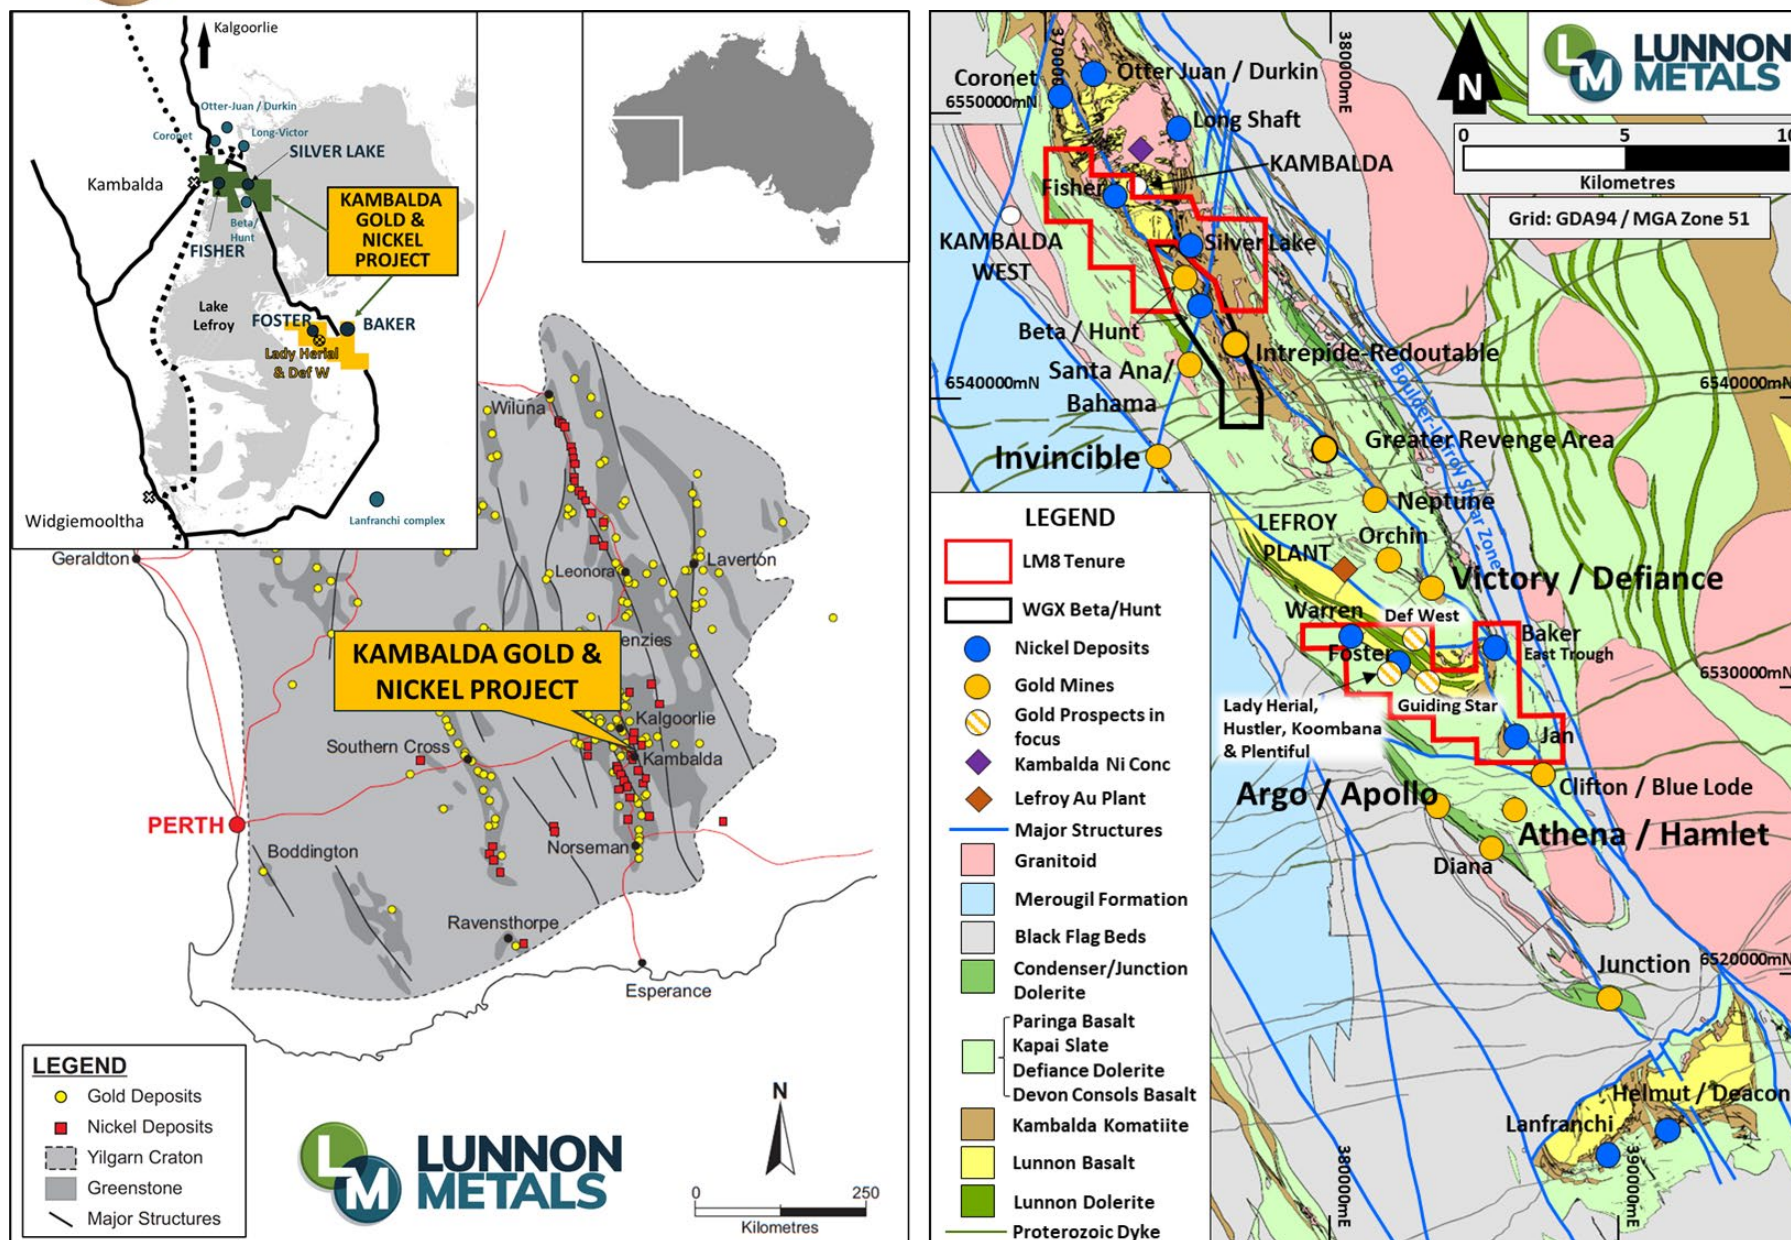 Kalgoorlie
Otter-Juan / Durkin
Coronet
Long-Victor
SILVER LAKE
Kambalda
KAMBALDA
GOLD &
NICKEL
PROJECT
Beta/
Hunt
FISHER
Lake
Lefroy
FOSTER
BAKER
Lady Herial
& Def W
Widgiemooltha
Lanfranchi complex
Geraldton
Wiluna
Leonora
Laverton
enzies
KAMBALDA GOLD &
NICKEL PROJECT
Kalgoorlie
Southern Cross
Kambalda
PERTH
Boddington
Norseman
Ravensthorpe
Esperance
LEGEND
Gold Deposits
Nickel Deposits
Yilgarn Craton
Greenstone
Major Structures
LM LUNNON
METALS
N
0 250
Kilometres
370000mE
380000mE
Coronet
Otter Juan / Durkin
6550000mN
Long Shaft
N
LM LUNNON
METALS
0 5 10
Kilometres
Grid: GDA94 / MGA Zone 51
KAMBALDA
Fisher
KAMBALDA
WEST
Silver Lake
Beta / Hunt
Intrepide-Redoutable
Santa Ana/
Bahama
6540000mN
6540000mN
Boulder-Lefroy Shear Zone
Greater Revenge Area
Invincible
Neptune
LEFROY
PLANT
Orchin
Victory / Defiance
Warren
Def West
Baker
East Trough
Foster
6530000mN
Lady Herial,
Hustler, Koombana
& Plentiful
Guiding Star
Jan
Clifton / Blue Lode
Argo / Apollo
Athena / Hamlet
Diana
Junction
6520000mN
Helmut / Deacon
Lanfranchi
380000mE
390000mE
LEGEND
LM8 Tenure
WGX Beta/Hunt
Nickel Deposits
Gold Mines
Gold Prospects in
focus
Kambalda Ni Conc
Lefroy Au Plant
Major Structures
Granitoid
Merougil Formation
Black Flag Beds
Condenser/Junction
Dolerite
Paringa Basalt
Kapai Slate
Defiance Dolerite
Devon Consols Basalt
Kambalda Komatiite
Lunnon Basalt
Lunnon Dolerite
Proterozoic Dyke